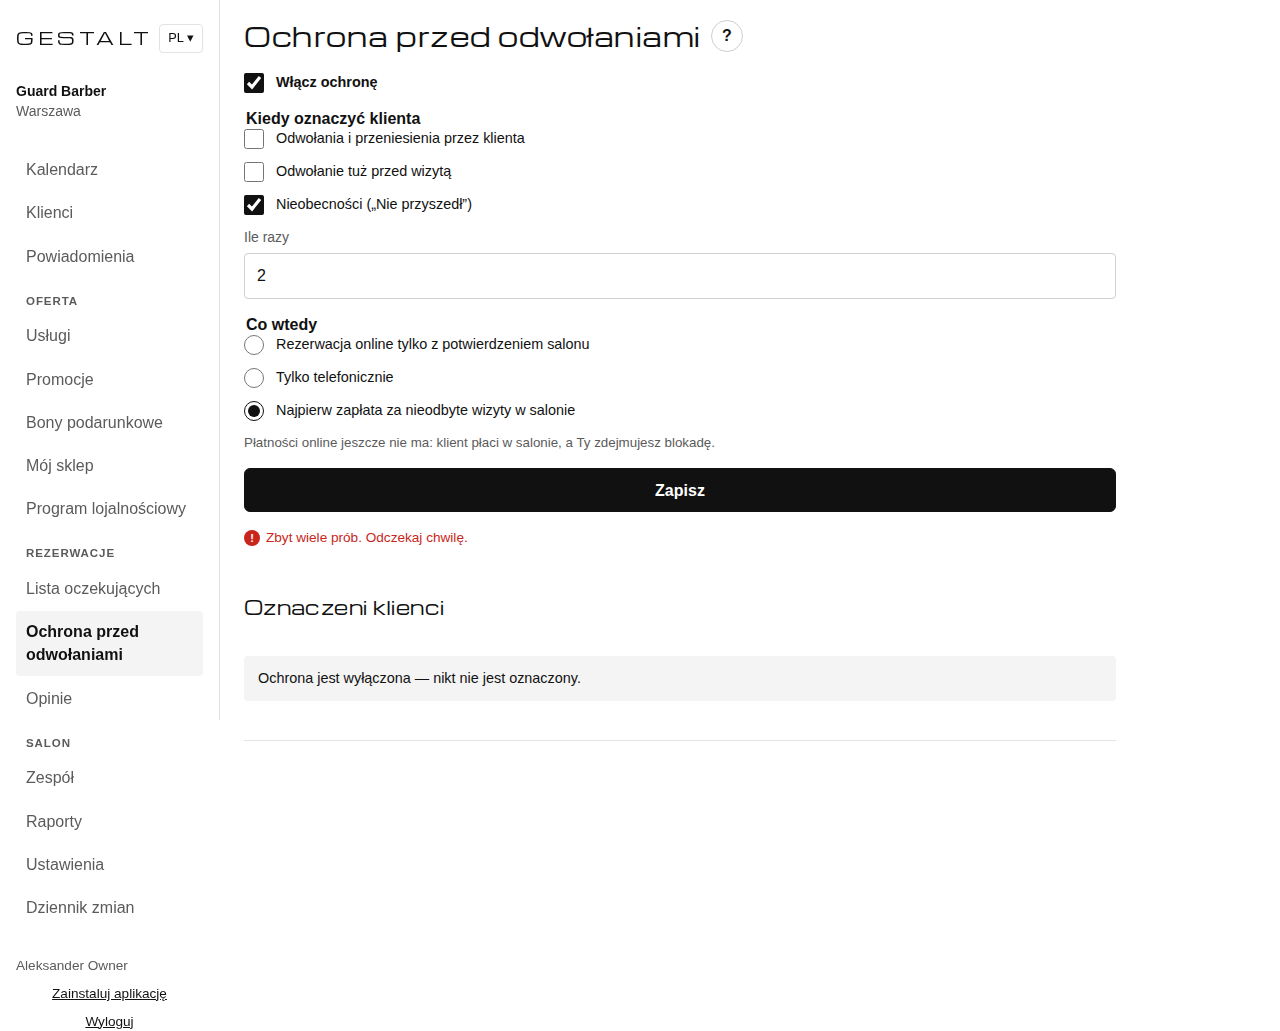 GESTALT
PL ▾
Guard Barber
Warszawa
Kalendarz
Klienci
Powiadomienia
OFERTA
Usługi
Promocje
Bony podarunkowe
Mój sklep
Program lojalnościowy
REZERWACJE
Lista oczekujących
Ochrona przed
odwołaniami
Opinie
SALON
Zespół
Raporty
Ustawienia
Dziennik zmian
Aleksander Owner
Zainstaluj aplikację
Wyloguj
Ochrona przed odwołaniami ?
Włącz ochronę
Kiedy oznaczyć klienta
Odwołania i przeniesienia przez klienta
Odwołanie tuż przed wizytą
Nieobecności („Nie przyszedł”)
Ile razy
2
Co wtedy
Rezerwacja online tylko z potwierdzeniem salonu
Tylko telefonicznie
Najpierw zapłata za nieodbyte wizyty w salonie
Płatności online jeszcze nie ma: klient płaci w salonie, a Ty zdejmujesz blokadę.
Zapisz
! Zbyt wiele prób. Odczekaj chwilę.
Oznaczeni klienci
Ochrona jest wyłączona — nikt nie jest oznaczony.